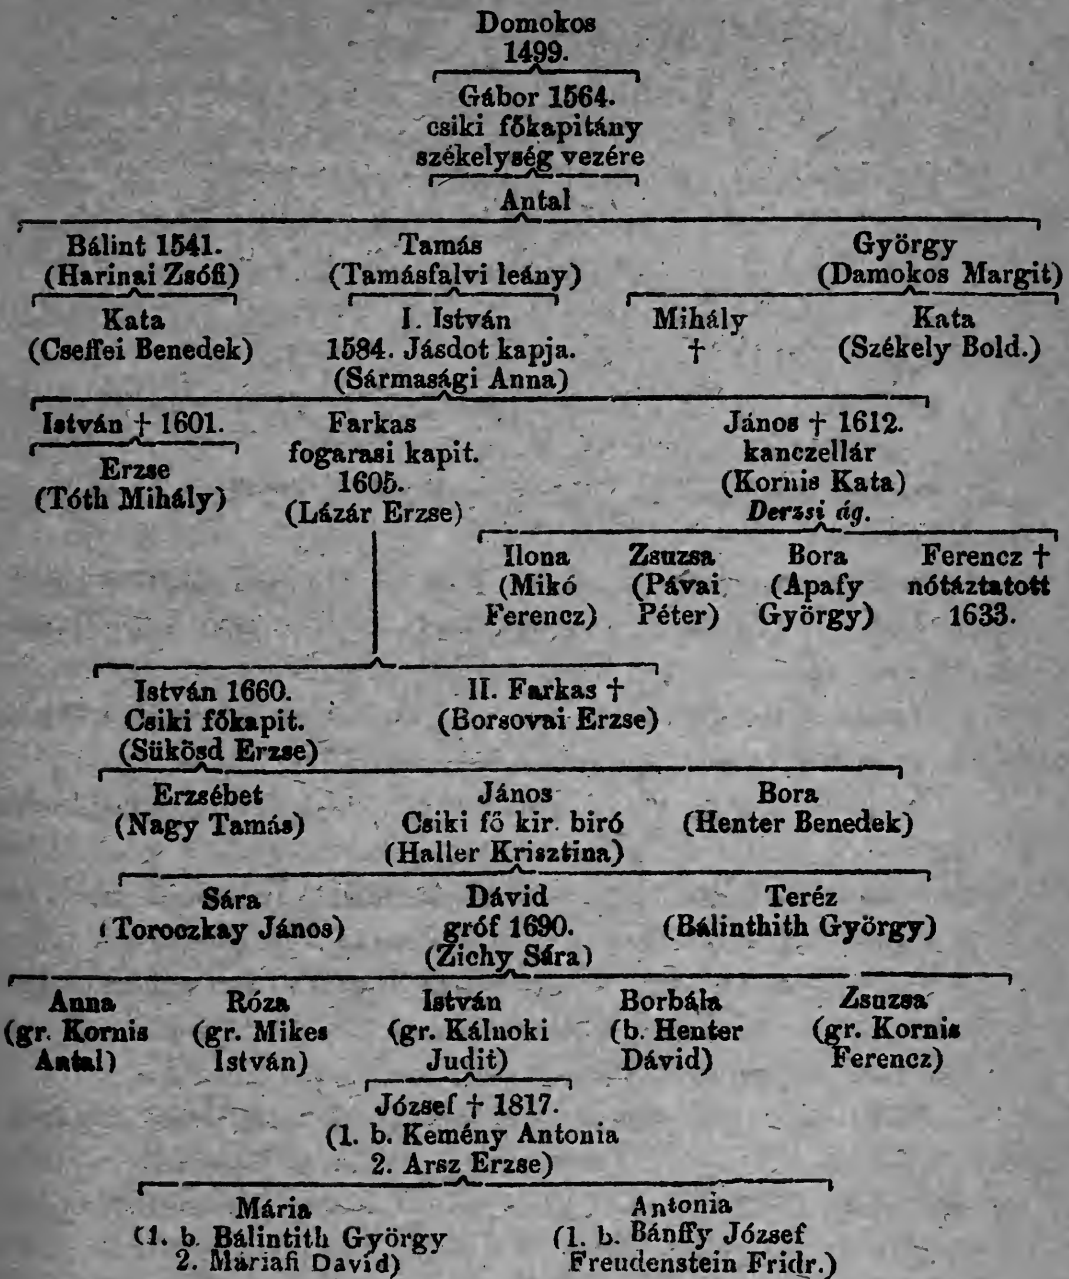 Domokos
1499.
Gábor 1564.
csiki főkapitány
székelység vezére
Antal
Bálint 1541. Tamás György
(Harinai Zsófi) (Tamásfalvi leány) (Damokos Margit)
Kata I. István Mihály Kata
(Cseffei Benedek) 1584. Jásdot kapja. † (Székely Bold.)
(Sármasági Anna)
István † 1601. Farkas János † 1612.
Erzse fogarasi kapit. kanczellár
(Tóth Mihály) 1605. (Kornis Kata)
(Lázár Erzse) Derzsi ág.
Ilona Zsuzsa Bora Ferencz †
(Mikó (Pávai (Apafy nótáztatott
Ferencz) Péter) György) 1633.
István 1660. II. Farkas †
Csiki főkapit. (Borsovai Erzse)
(Sükösd Erzse)
Erzsébet János Bora
(Nagy Tamás) Csiki fő kir. biró (Henter Benedek)
(Haller Krisztina)
Sára Dávid Teréz
(Toroczkay János) gróf 1690. (Bálinthith György)
(Zichy Sára)
Anna Róza István Borbála Zsuzsa
(gr. Kornis (gr. Mikes (gr. Kálnoki (b. Henter (gr. Kornis
Antal) István) Judit) Dávid) Ferencz)
József † 1817.
(1. b. Kemény Antonia
2. Arsz Erzse)
Mária Antonia
(1. b. Bálintith György (1. b. Bánffy József
2. Máriafi David) Freudenstein Fridr.)